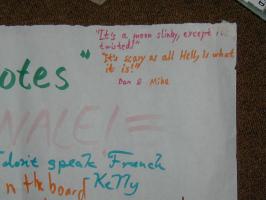 "It's a moon slinky, except it's
twisted!"
"It's scary as all Hell, is what
it is!"
Dan & Mike
otes"
NALE!=
don't speak French
n the board Kelly